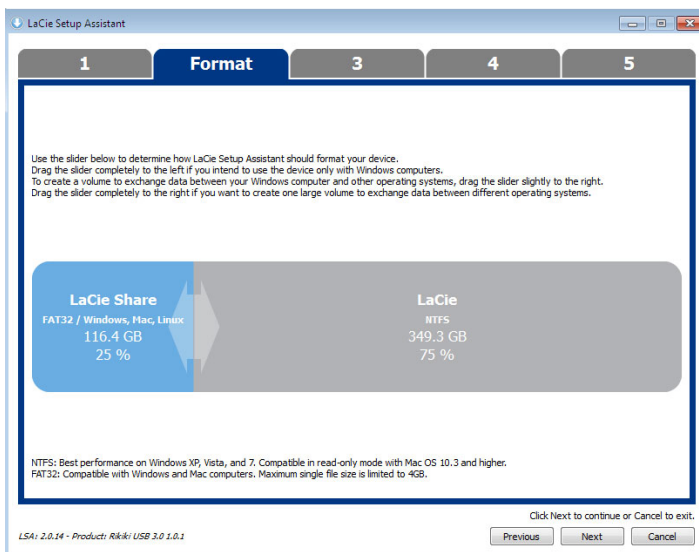 LaCie Setup Assistant
1 Format 3 4 5
Use the slider below to determine how LaCie Setup Assistant should format your device.
Drag the slider completely to the left if you intend to use the device only with Windows computers.
To create a volume to exchange data between your Windows computer and other operating systems, drag the slider slightly to the right.
Drag the slider completely to the right if you want to create one large volume to exchange data between different operating systems.
LaCie Share
FAT32 / Windows, Mac, Linux
116.4 GB
25 %
LaCie
NTFS
349.3 GB
75 %
NTFS: Best performance on Windows XP, Vista, and 7. Compatible in read-only mode with Mac OS 10.3 and higher.
FAT32: Compatible with Windows and Mac computers. Maximum single file size is limited to 4GB.
Click Next to continue or Cancel to exit.
LSA: 2.0.14 - Product: Rikiki USB 3.0 1.0.1
Previous Next Cancel